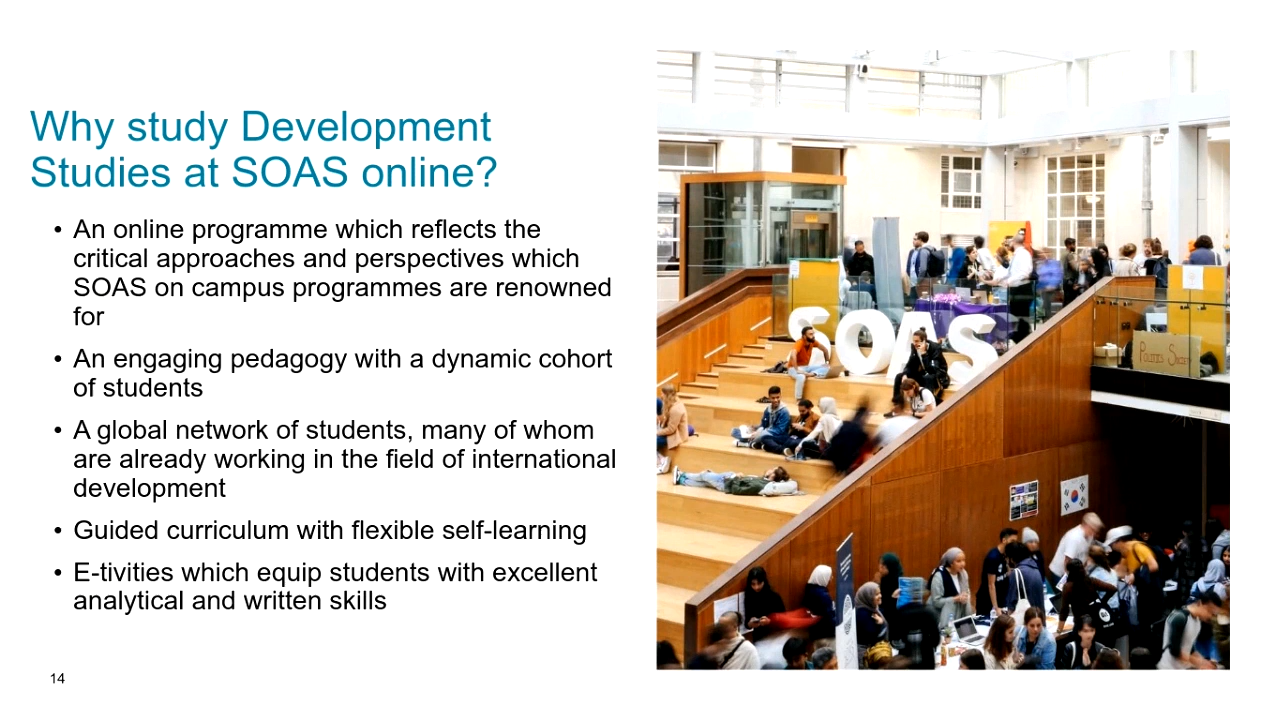 Why study Development
Studies at SOAS online?
• An online programme which reflects the
critical approaches and perspectives which
SOAS on campus programmes are renowned
for
• An engaging pedagogy with a dynamic cohort
of students
• A global network of students, many of whom
are already working in the field of international
development
• Guided curriculum with flexible self-learning
• E-tivities which equip students with excellent
analytical and written skills
14
SOAS
POLITICS SOCIETY